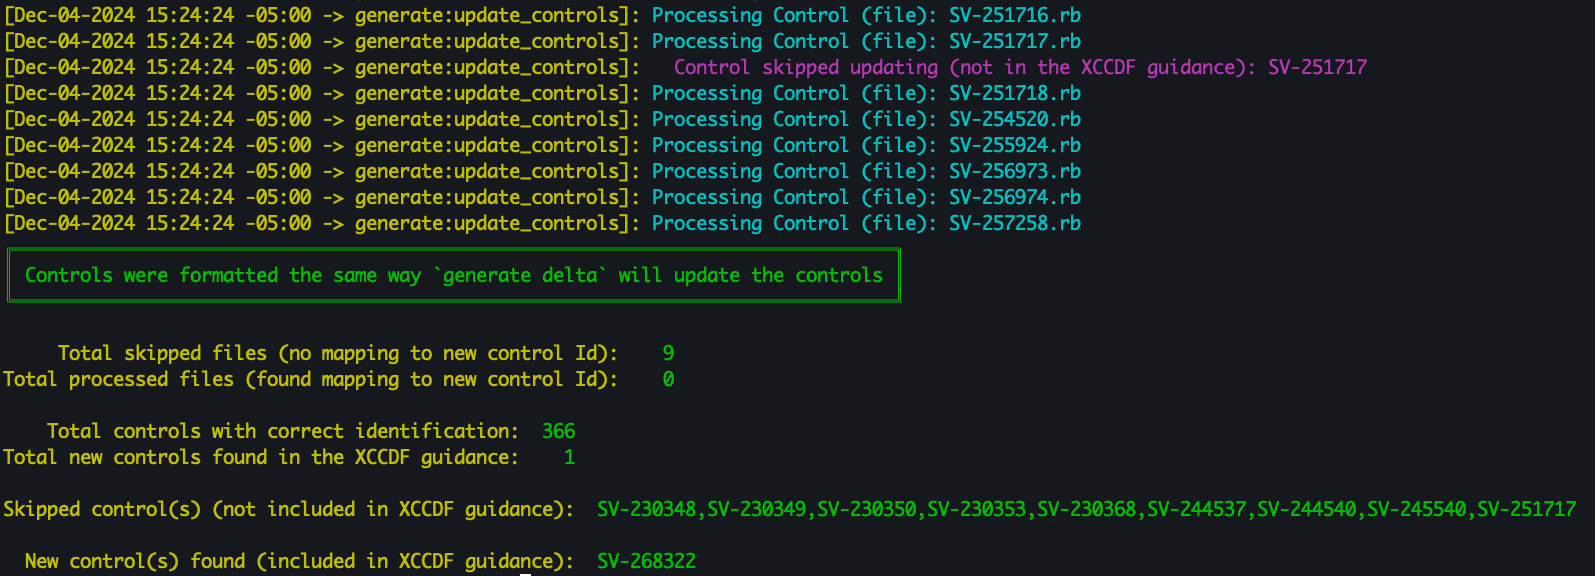 [Dec-04-2024 15:24:24 -05:00 -> generate:update_controls]: Processing Control (file): SV-251716.rb
[Dec-04-2024 15:24:24 -05:00 -> generate:update_controls]: Processing Control (file): SV-251717.rb
[Dec-04-2024 15:24:24 -05:00 -> generate:update_controls]:   Control skipped updating (not in the XCCDF guidance): SV-251717
[Dec-04-2024 15:24:24 -05:00 -> generate:update_controls]: Processing Control (file): SV-251718.rb
[Dec-04-2024 15:24:24 -05:00 -> generate:update_controls]: Processing Control (file): SV-254520.rb
[Dec-04-2024 15:24:24 -05:00 -> generate:update_controls]: Processing Control (file): SV-255924.rb
[Dec-04-2024 15:24:24 -05:00 -> generate:update_controls]: Processing Control (file): SV-256973.rb
[Dec-04-2024 15:24:24 -05:00 -> generate:update_controls]: Processing Control (file): SV-256974.rb
[Dec-04-2024 15:24:24 -05:00 -> generate:update_controls]: Processing Control (file): SV-257258.rb
Controls were formatted the same way `generate delta` will update the controls
Total skipped files (no mapping to new control Id):    9
Total processed files (found mapping to new control Id):    0
Total controls with correct identification:  366
Total new controls found in the XCCDF guidance:    1
Skipped control(s) (not included in XCCDF guidance):  SV-230348,SV-230349,SV-230350,SV-230353,SV-230368,SV-244537,SV-244540,SV-245540,SV-251717
New control(s) found (included in XCCDF guidance):  SV-268322